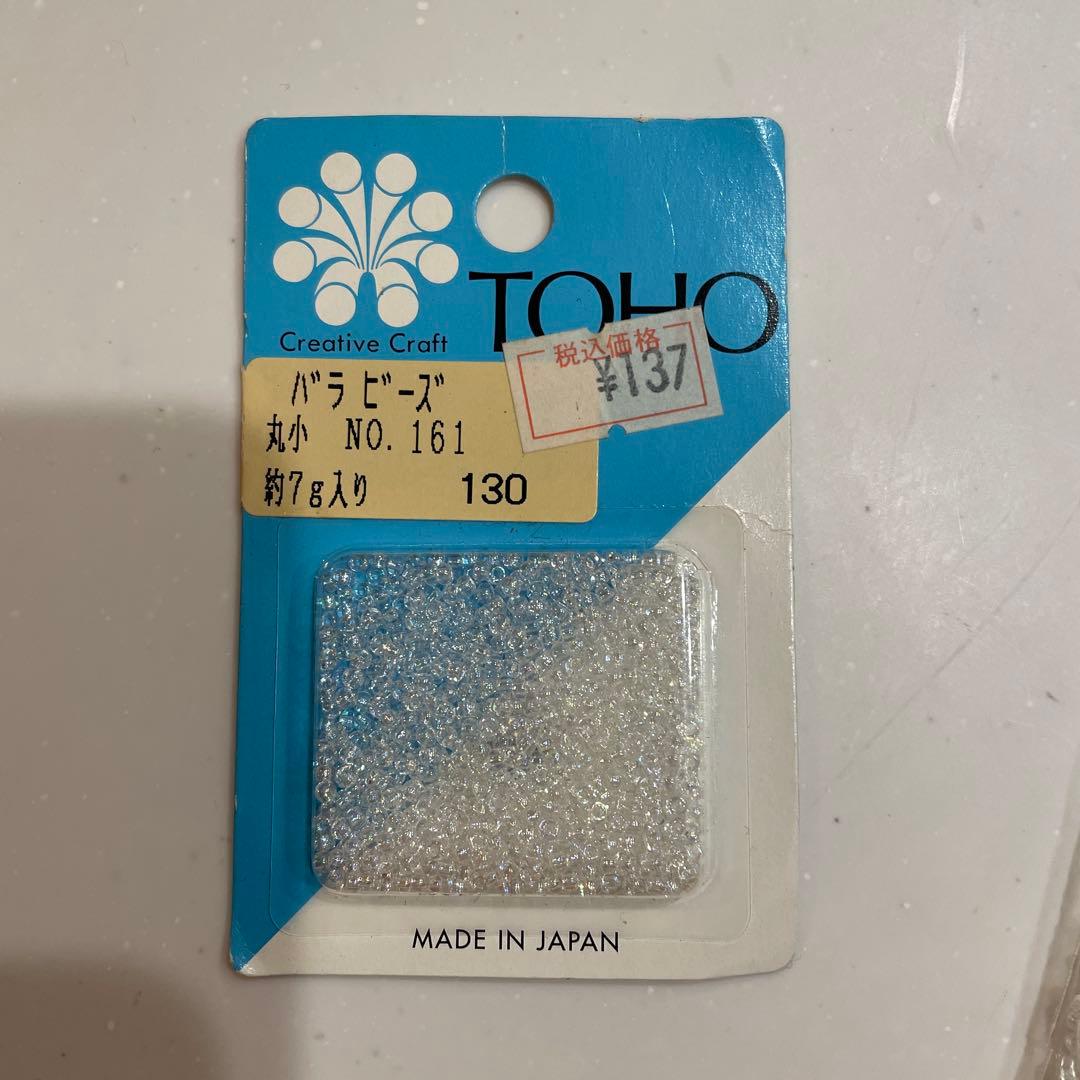 TOHO
Creative Craft
税込価格
¥137
バラ ビーズ
丸小 NO. 161
約7g入り 130
MADE IN JAPAN